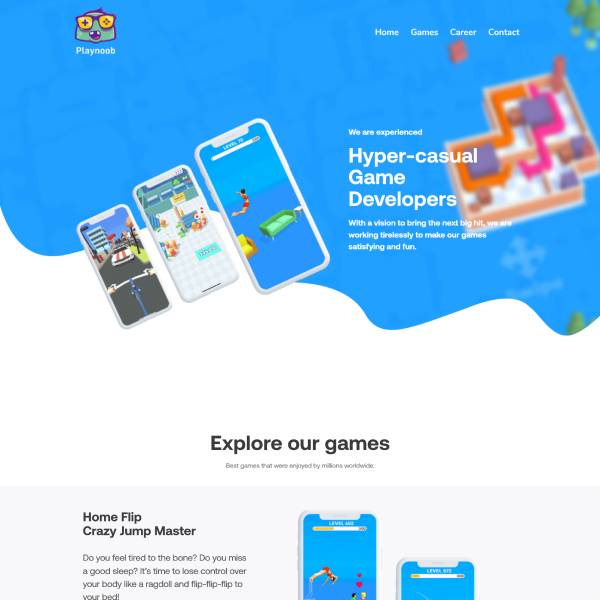 Playnoob
Home Games Career Contact
We are experienced
Hyper-casual
Game
Developers
With a vision to bring the next big hit, we are
working tirelessly to make our games
satisfying and fun.
LEVEL 70
Explore our games
Best games that were enjoyed by millions worldwide.
Home Flip
Crazy Jump Master
Do you feel tired to the bone? Do you miss
a good sleep? It's time to lose control over
your body like a ragdoll and flip-flip-flip to
your bed!
LEVEL 603
LEVEL 572